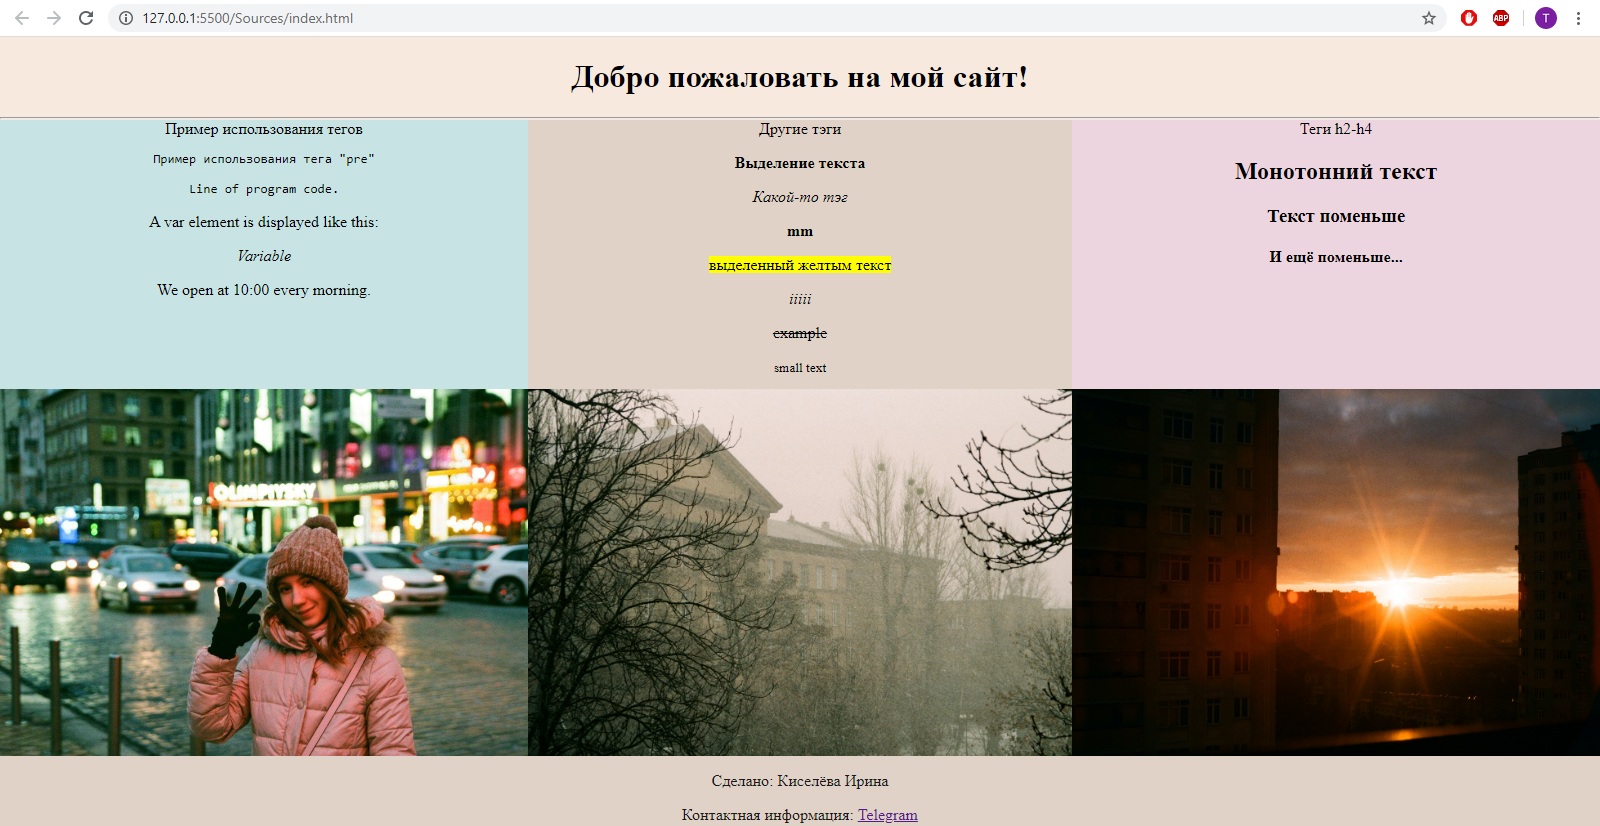 127.0.0.1:5500/Sources/index.html
ABP
T
Добро пожаловать на мой сайт!
Пример использования тегов
Пример использования тега "pre"
Line of program code.
A var element is displayed like this:
Variable
We open at 10:00 every morning.
Другие тэги
Выделение текста
Какой-то тэг
mm
выделенный желтым текст
iiiii
example
small text
Теги h2-h4
Монотонний текст
Текст поменьше
И ещё поменьше...
OLIMPIYSKY
Сделано: Киселёва Ирина
Контактная информация: Telegram